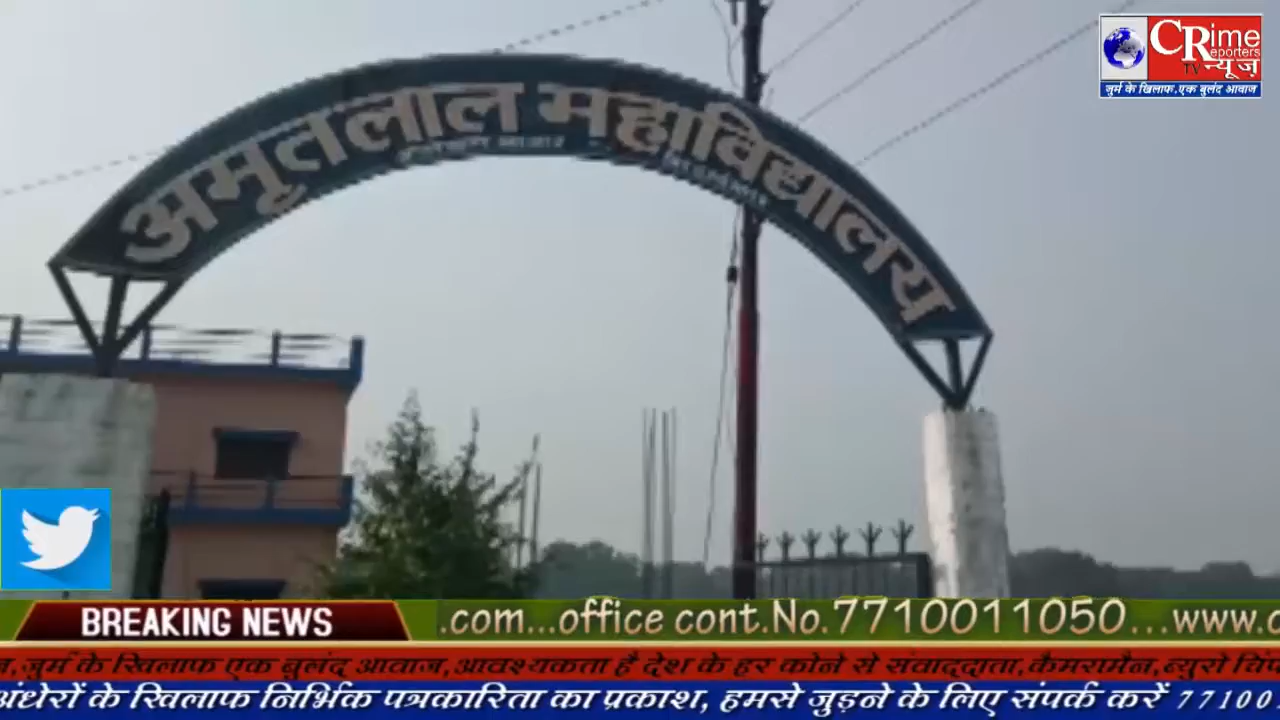 CRime
Reporters
TV न्यूज़
जुर्म के खिलाफ,एक बुलंद आवाज
अमृतलाल महाविद्यालय
BREAKING NEWS
.com...office cont.No.7710011050...www.c
न,जुर्म के खिलाफ एक बुलंद आवाज,आवश्यकता है देश के हर कोने से संवाददाता,कैमरामैन,ब्युरो चिफ
अंधेरों के खिलाफ निर्भिक पत्रकारिता का प्रकाश, हमसे जुड़ने के लिए संपर्क करें 77100